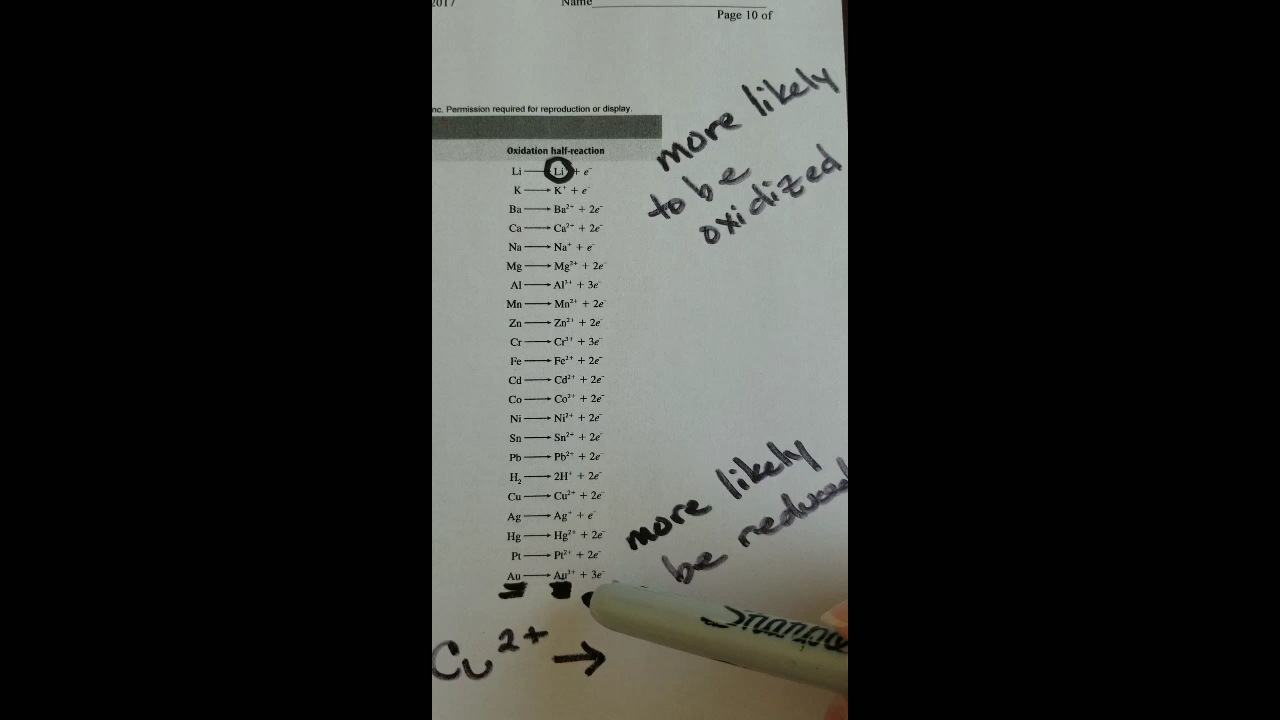 2017 Name
Page 10 of
nc. Permission required for reproduction or display.
Oxidation half-reaction
Li → Li + e⁻
K → K⁺ + e⁻
Ba → Ba²⁺ + 2e⁻
Ca → Ca²⁺ + 2e⁻
Na → Na⁺ + e⁻
Mg → Mg²⁺ + 2e⁻
Al → Al³⁺ + 3e⁻
Mn → Mn²⁺ + 2e⁻
Zn → Zn²⁺ + 2e⁻
Cr → Cr³⁺ + 3e⁻
Fe → Fe²⁺ + 2e⁻
Cd → Cd²⁺ + 2e⁻
Co → Co²⁺ + 2e⁻
Ni → Ni²⁺ + 2e⁻
Sn → Sn²⁺ + 2e⁻
Pb → Pb²⁺ + 2e⁻
H₂ → 2H⁺ + 2e⁻
Cu → Cu²⁺ + 2e⁻
Ag → Ag⁺ + e⁻
Hg → Hg²⁺ + 2e⁻
Pt → Pt²⁺ + 2e⁻
Au → Au³⁺ + 3e⁻
more likely
to be
oxidized
more likely
be reduced
Cu²⁺ →
Sharpie